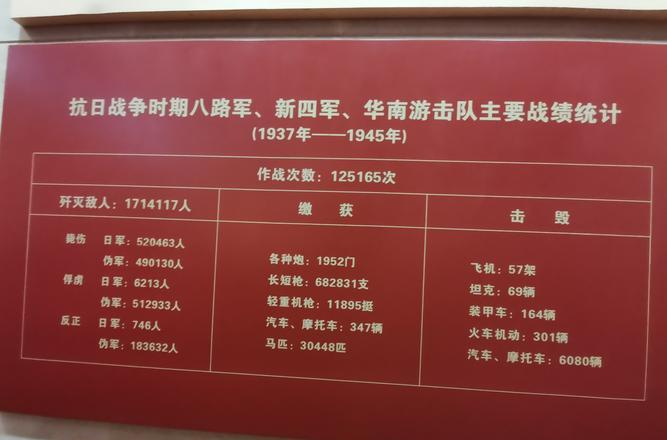 抗日战争时期八路军、新四军、华南游击队主要战绩统计
(1937年——1945年)
作战次数：125165次
歼灭敌人：1714117人
毙伤 日军：520463人
伪军：490130人
俘虏 日军：6213人
伪军：512933人
反正 日军：746人
伪军：183632人
缴 获
各种炮：1952门
长短枪：682831支
轻重机枪：11895挺
汽车、摩托车：347辆
马匹：30448匹
击 毁
飞机：57架
坦克：69辆
装甲车：164辆
火车机动：301辆
汽车、摩托车：6080辆